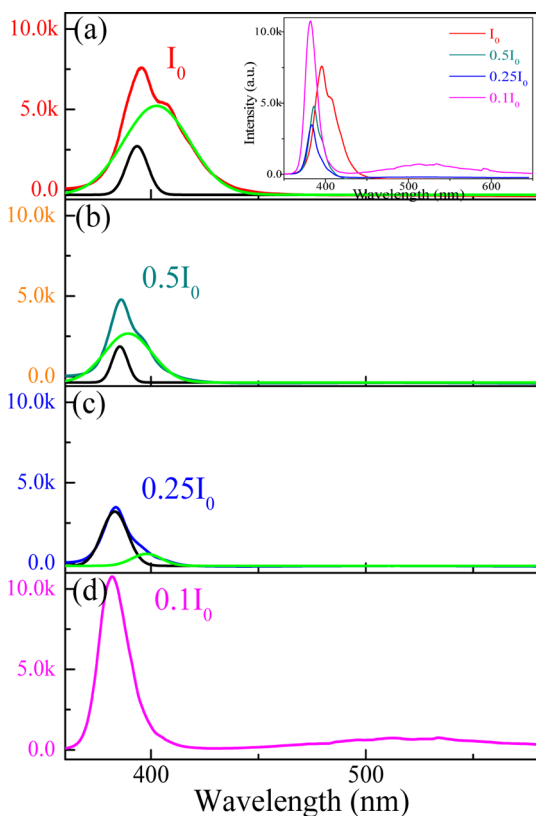 10.0k
(a)
I₀
5.0k
0.0
10.0k
I₀
0.5I₀
0.25I₀
0.1I₀
Intensity (a.u.)
5.0k
0.0
400
500
600
Wavelength (nm)
10.0k
(b)
0.5I₀
5.0k
0.0
10.0k
(c)
0.25I₀
5.0k
0.0
10.0k
(d)
0.1I₀
5.0k
0.0
400
500
Wavelength (nm)